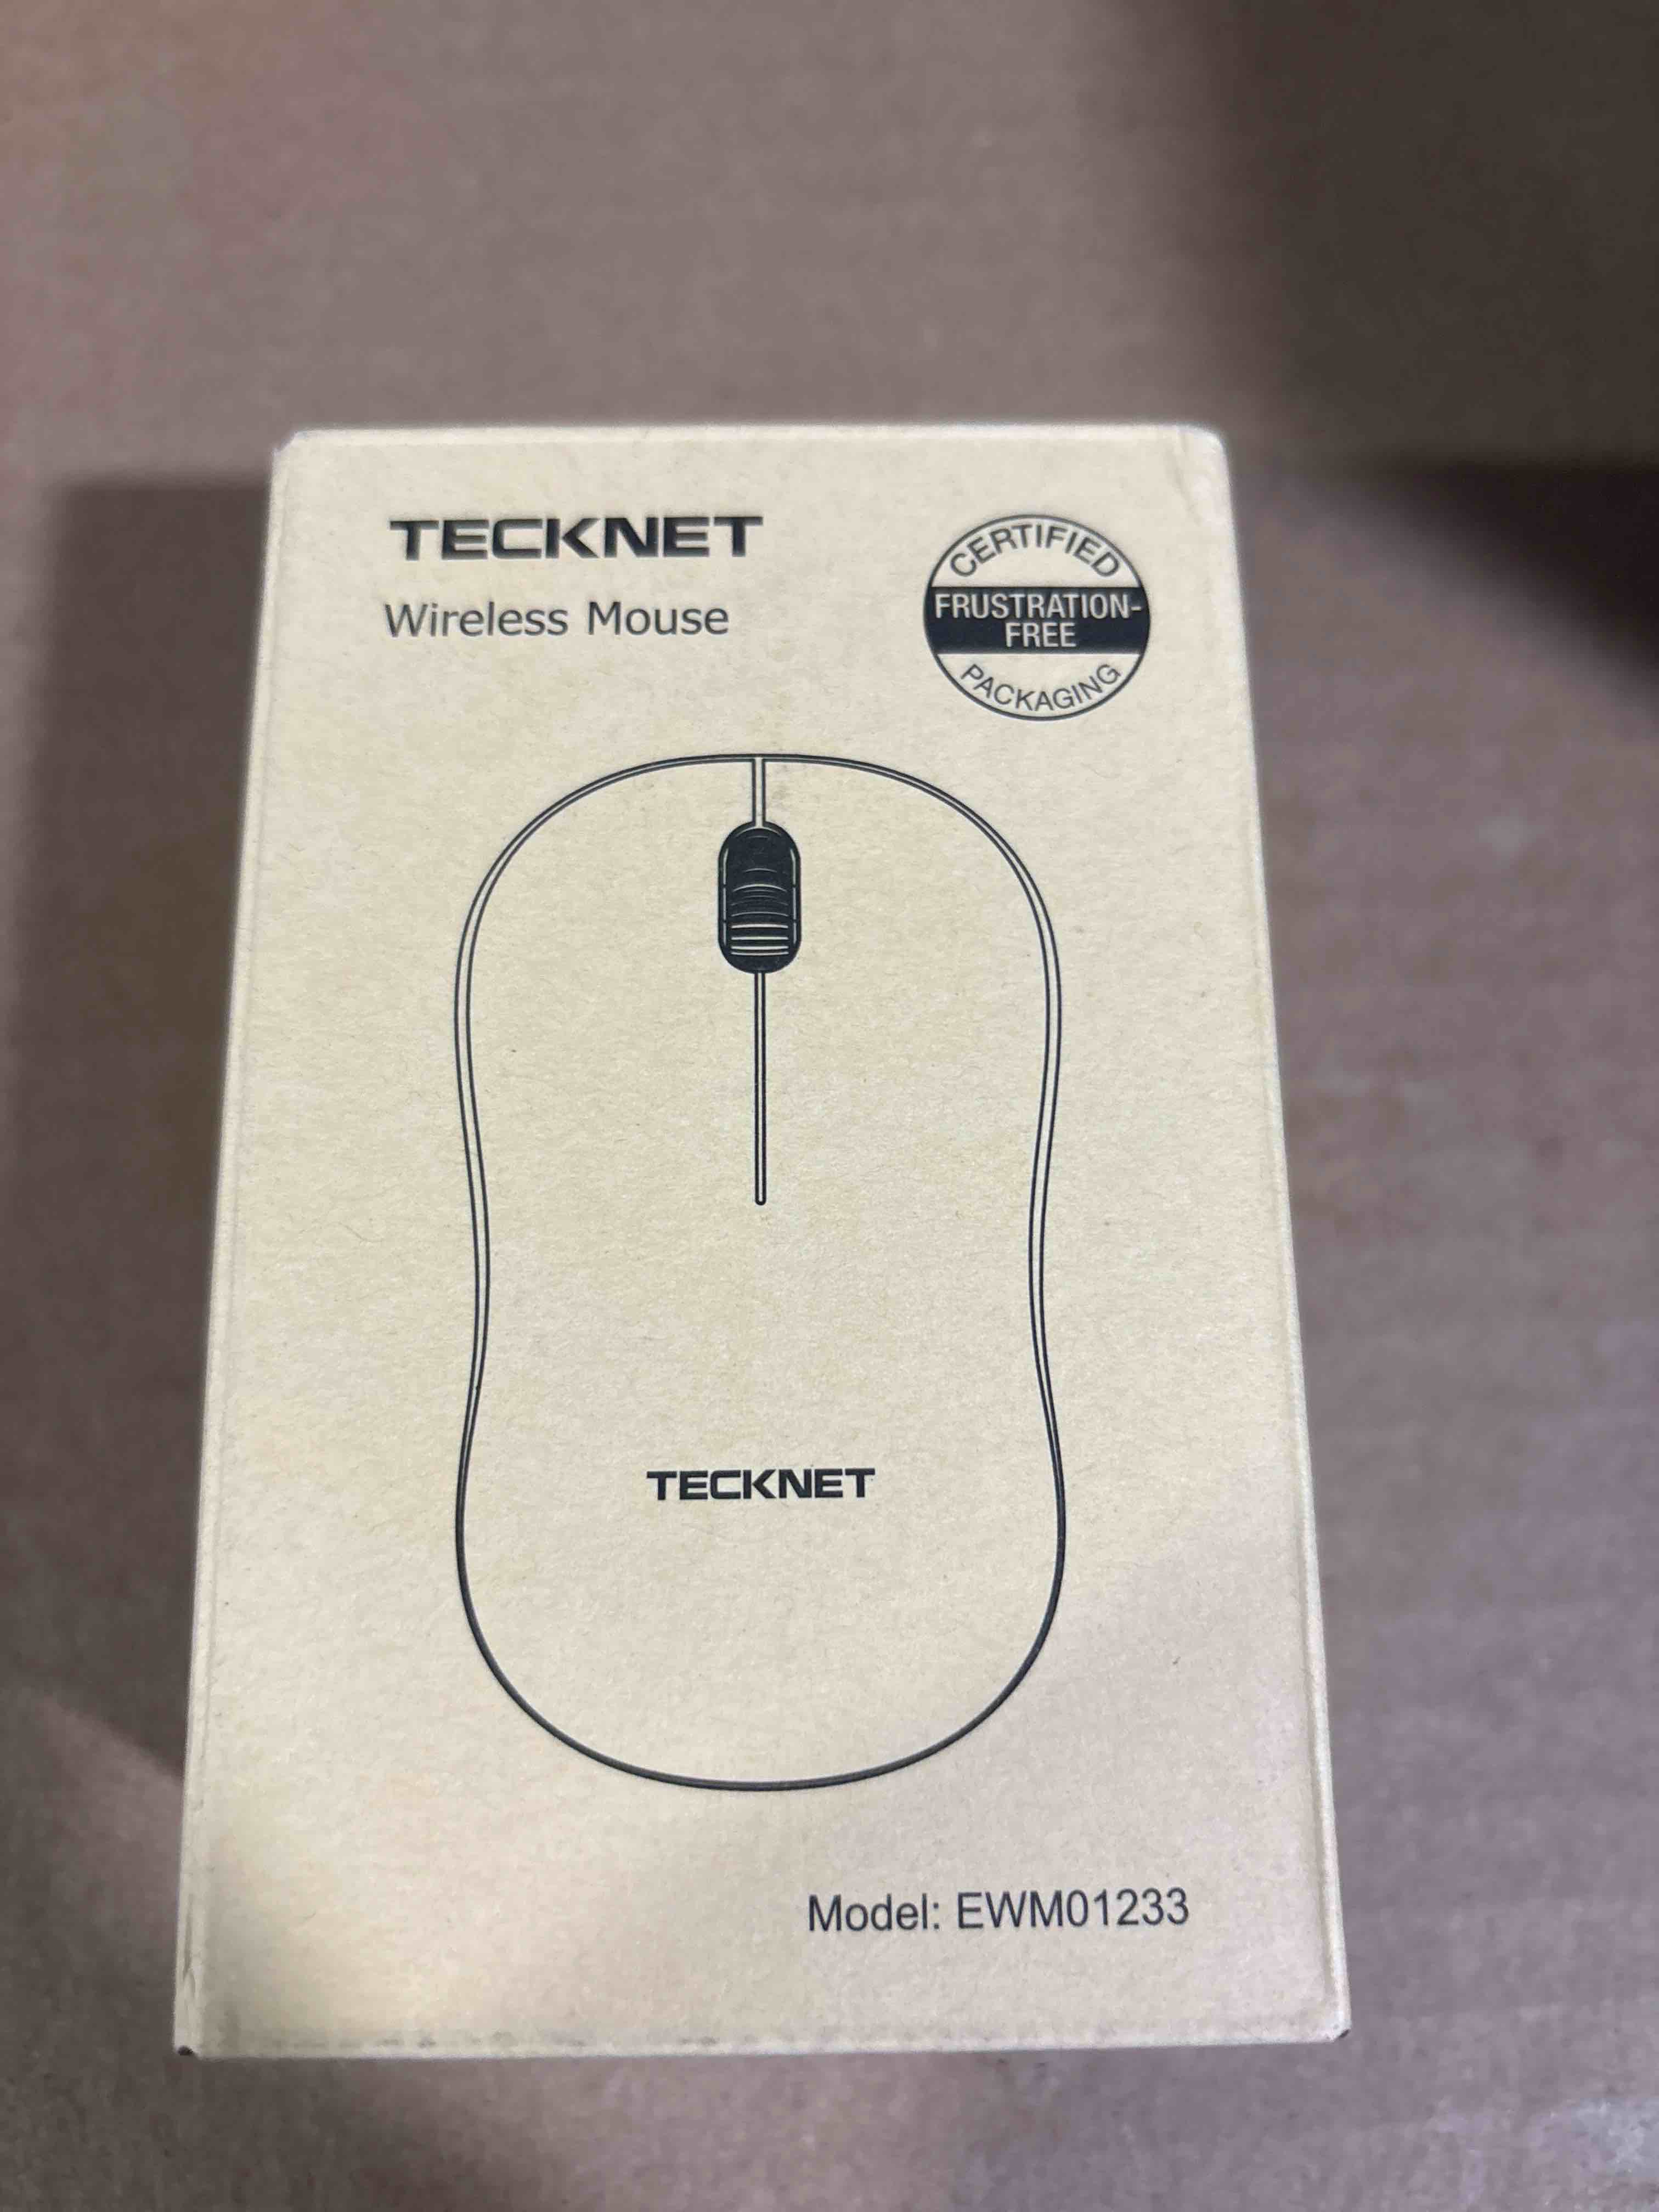 TECKNET
Wireless Mouse
CERTIFIED
FRUSTRATION-
FREE
PACKAGING
TECKNET
Model: EWM01233